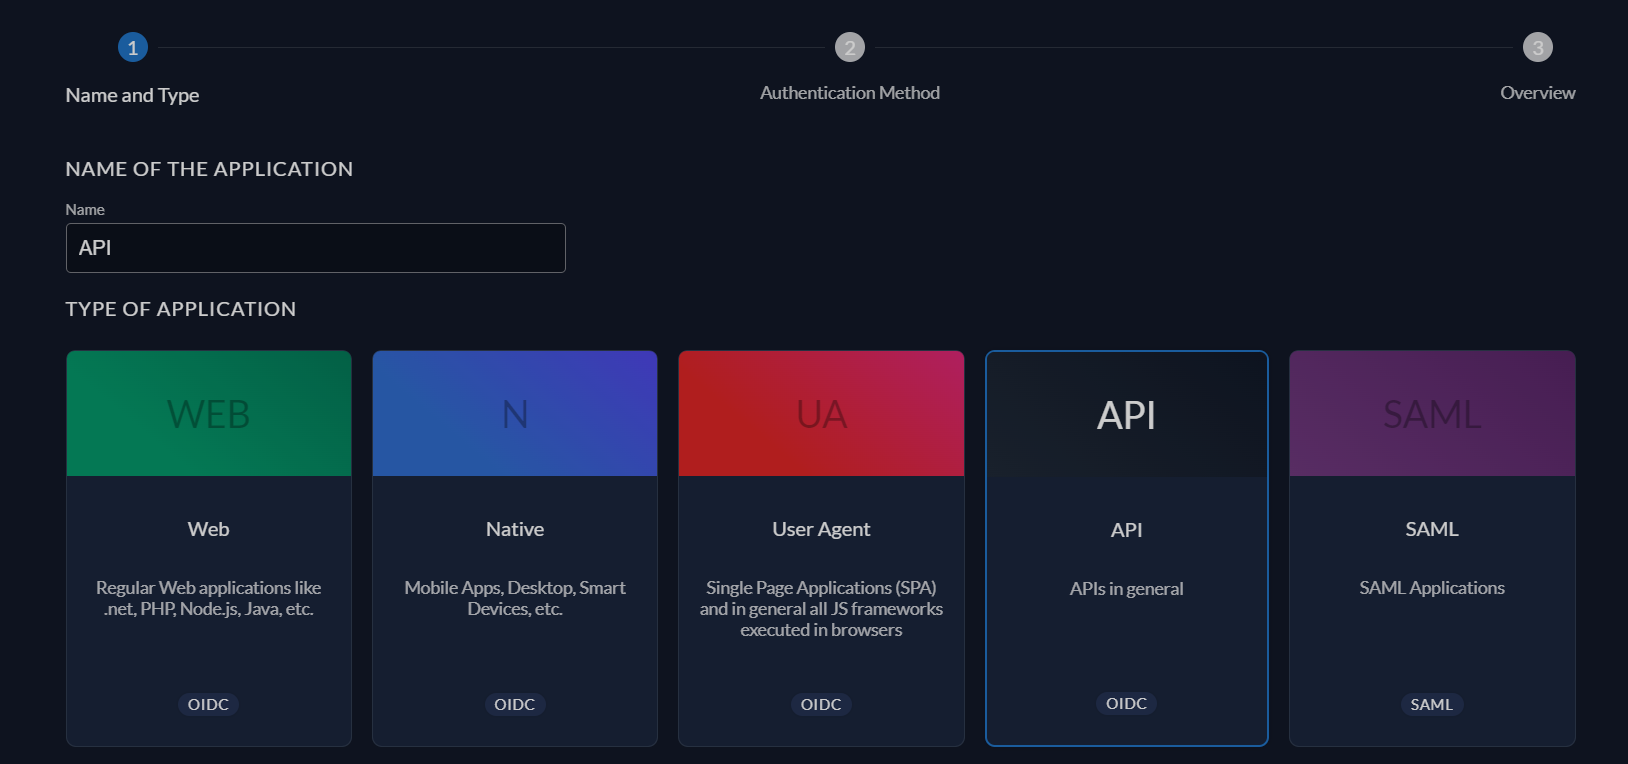 1
2
3
Name and Type
Authentication Method
Overview
NAME OF THE APPLICATION
Name
API
TYPE OF APPLICATION
WEB
Web
Regular Web applications like
.net, PHP, Node.js, Java, etc.
OIDC
N
Native
Mobile Apps, Desktop, Smart
Devices, etc.
OIDC
UA
User Agent
Single Page Applications (SPA)
and in general all JS frameworks
executed in browsers
OIDC
API
API
APIs in general
OIDC
SAML
SAML
SAML Applications
SAML